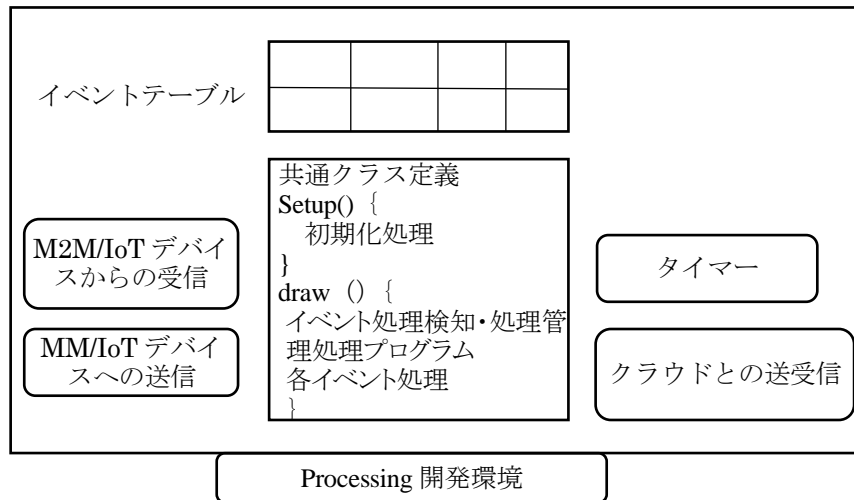 イベントテーブル
共通クラス定義
Setup() {
初期化処理
}
draw () {
イベント処理検知・処理管
理処理プログラム
各イベント処理
}
M2M/IoT デバイ
スからの受信
MM/IoT デバイ
スへの送信
タイマー
クラウドとの送受信
Processing 開発環境